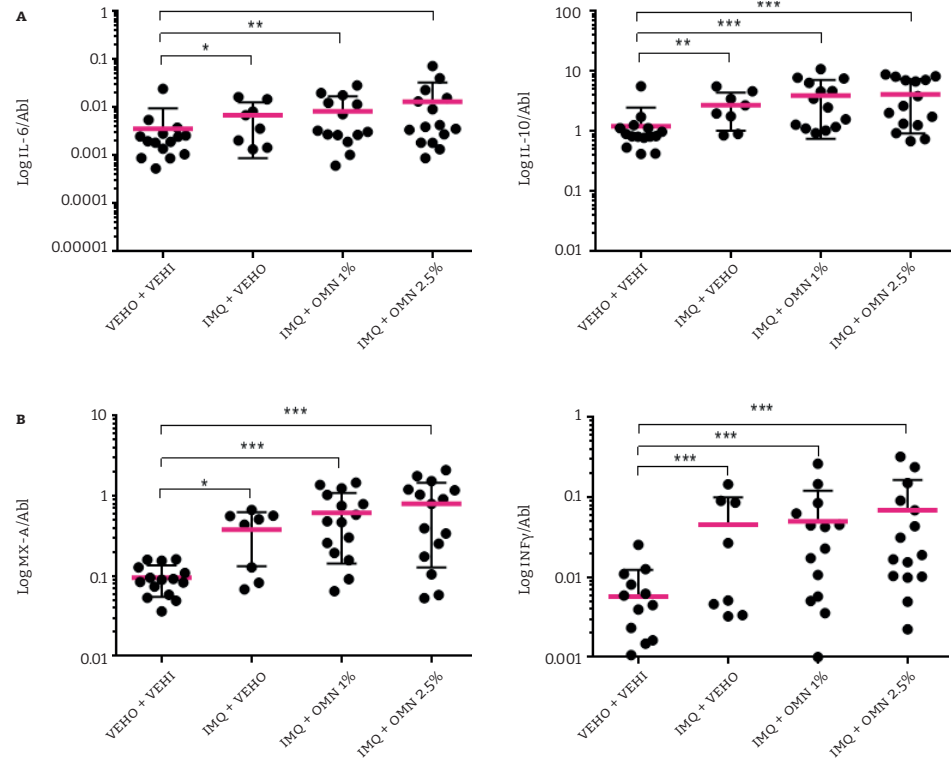 A
Log IL-6/Abl
1
0.1
0.01
0.001
0.0001
0.00001
*
**
VEHO + VEHI
IMQ + VEHO
IMQ + OMN 1%
IMQ + OMN 2.5%
Log IL-10/Abl
100
10
1
0.1
0.01
**
***
***
VEHO + VEHI
IMQ + VEHO
IMQ + OMN 1%
IMQ + OMN 2.5%
B
Log MX-A/Abl
10
1
0.1
0.01
*
***
***
VEHO + VEHI
IMQ + VEHO
IMQ + OMN 1%
IMQ + OMN 2.5%
Log INFγ/Abl
1
0.1
0.01
0.001
***
***
***
VEHO + VEHI
IMQ + VEHO
IMQ + OMN 1%
IMQ + OMN 2.5%